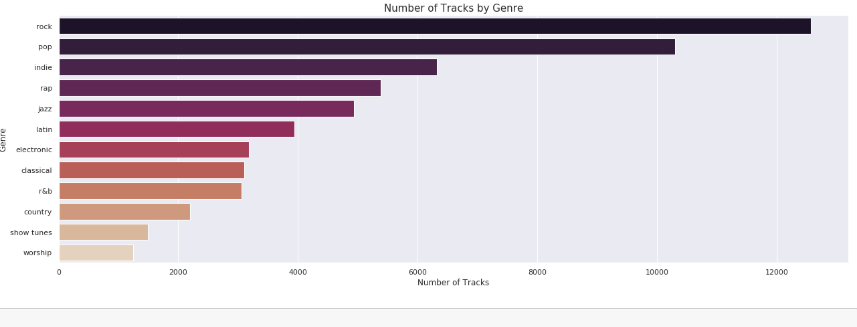 Number of Tracks by Genre
Genre
rock
pop
indie
rap
jazz
latin
electronic
classical
r&b
country
show tunes
worship
0 2000 4000 6000 8000 10000 12000
Number of Tracks